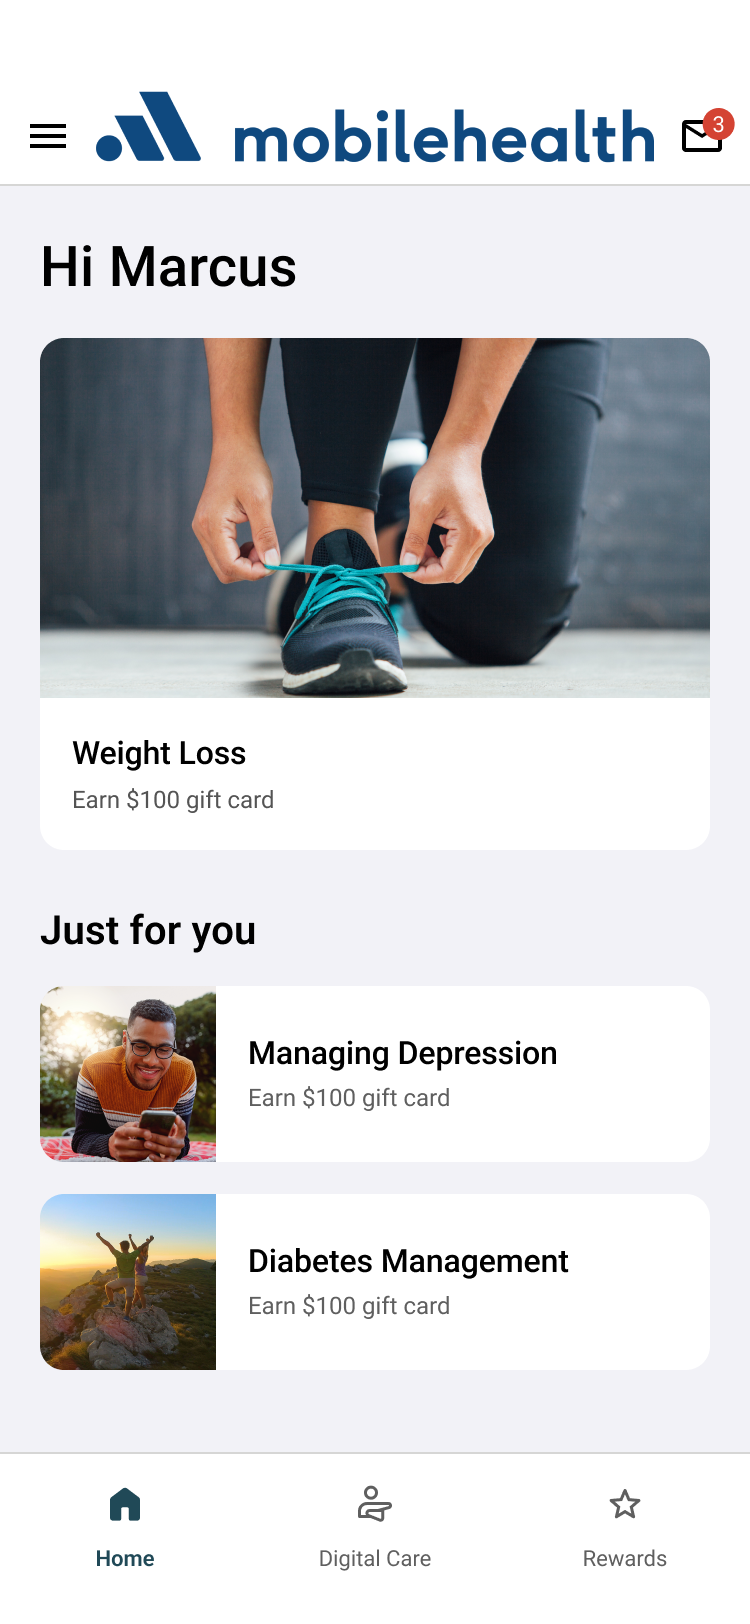 mobilehealth
3
Hi Marcus
Weight Loss
Earn $100 gift card
Just for you
Managing Depression
Earn $100 gift card
Diabetes Management
Earn $100 gift card
Home
Digital Care
Rewards